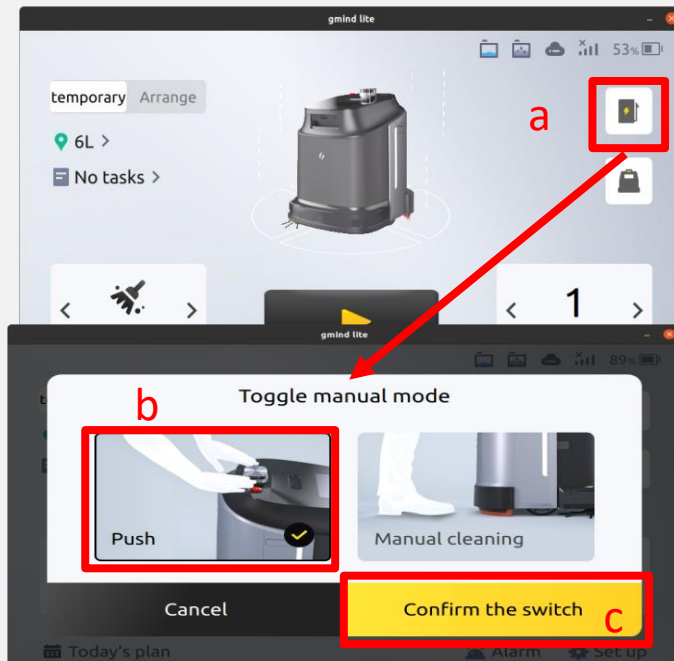 gmind lite
53%
temporary Arrange
a
6L >
No tasks >
< > < 1 >
gmind lite
89%
Toggle manual mode
b
Push
Manual cleaning
Cancel
Confirm the switch
c
Today's plan
Alarm
Set up